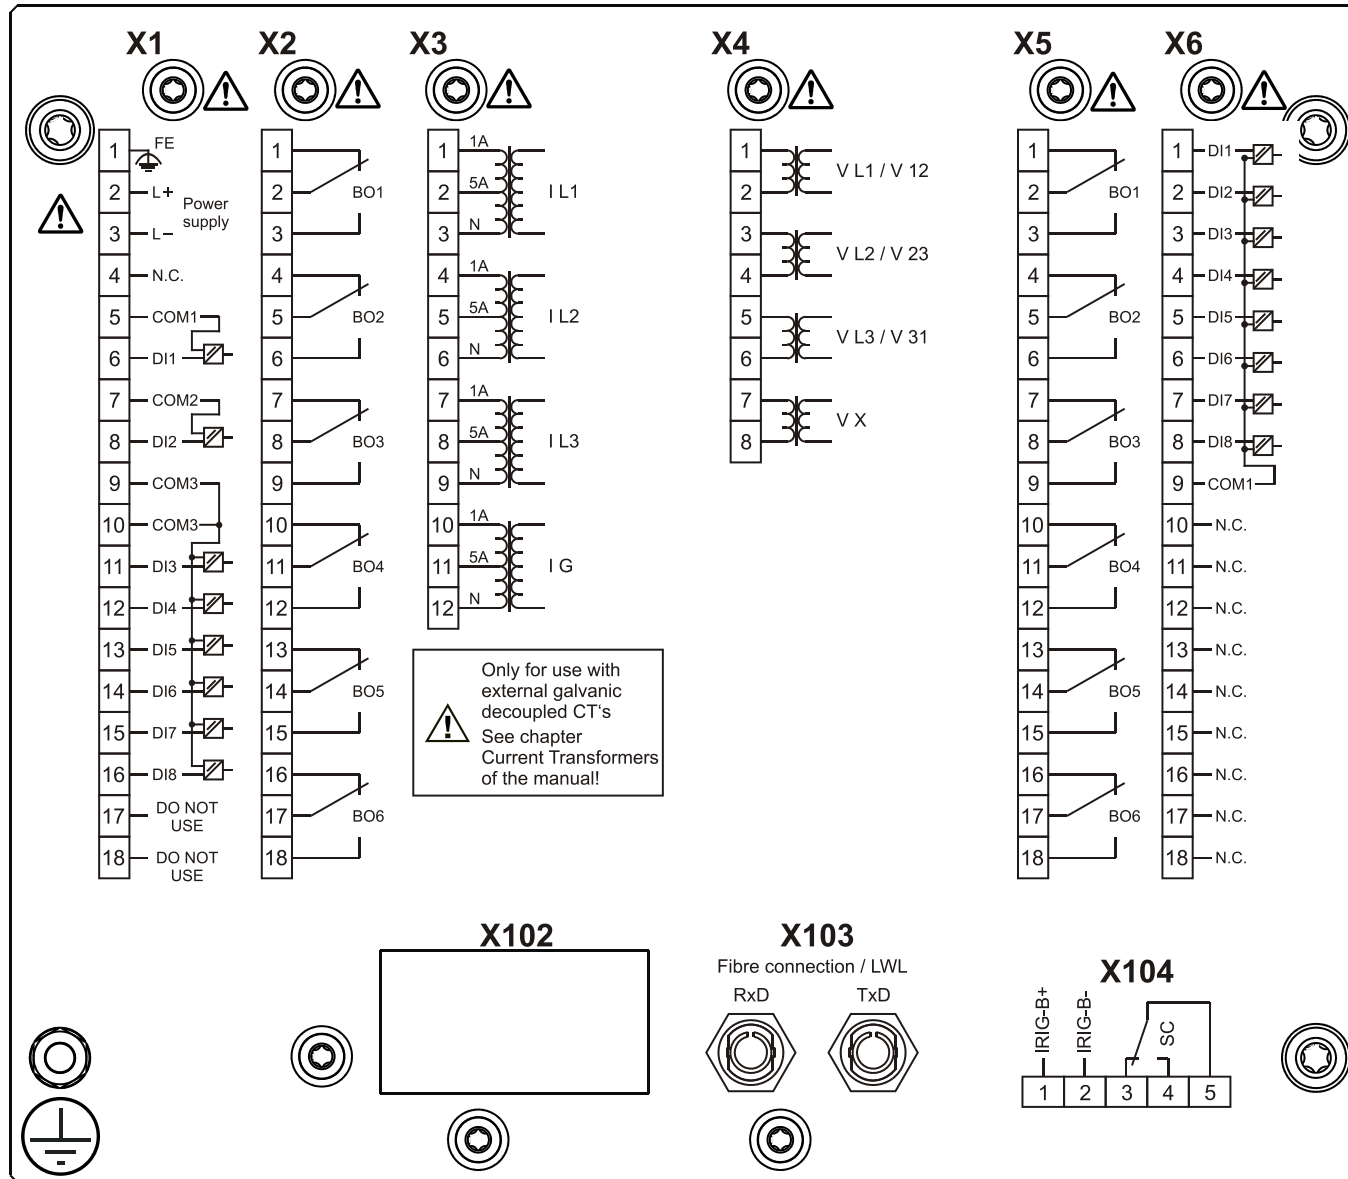 X1 X2 X3 X4 X5 X6
1 FE
2 L+ Power supply
3 L−
4 N.C.
5 COM1
6 DI1
7 COM2
8 DI2
9 COM3
10 COM3
11 DI3
12 DI4
13 DI5
14 DI6
15 DI7
16 DI8
17 DO NOT USE
18 DO NOT USE
1
2 BO1
3
4
5 BO2
6
7
8 BO3
9
10
11 BO4
12
13
14 BO5
15
16
17 BO6
18
1 1A
2 5A I L1
3 N
4 1A
5 5A I L2
6 N
7 1A
8 5A I L3
9 N
10 1A
11 5A I G
12 N
Only for use with
external galvanic
decoupled CT‘s
See chapter
Current Transformers
of the manual!
1
V L1 / V 12
2
3
V L2 / V 23
4
5
V L3 / V 31
6
7
V X
8
1
2 BO1
3
4
5 BO2
6
7
8 BO3
9
10
11 BO4
12
13
14 BO5
15
16
17 BO6
18
1 DI1
2 DI2
3 DI3
4 DI4
5 DI5
6 DI6
7 DI7
8 DI8
9 COM1
10 N.C.
11 N.C.
12 N.C.
13 N.C.
14 N.C.
15 N.C.
16 N.C.
17 N.C.
18 N.C.
X102
X103
Fibre connection / LWL
RxD TxD
X104
IRIG-B+
IRIG-B-
SC
1 2 3 4 5